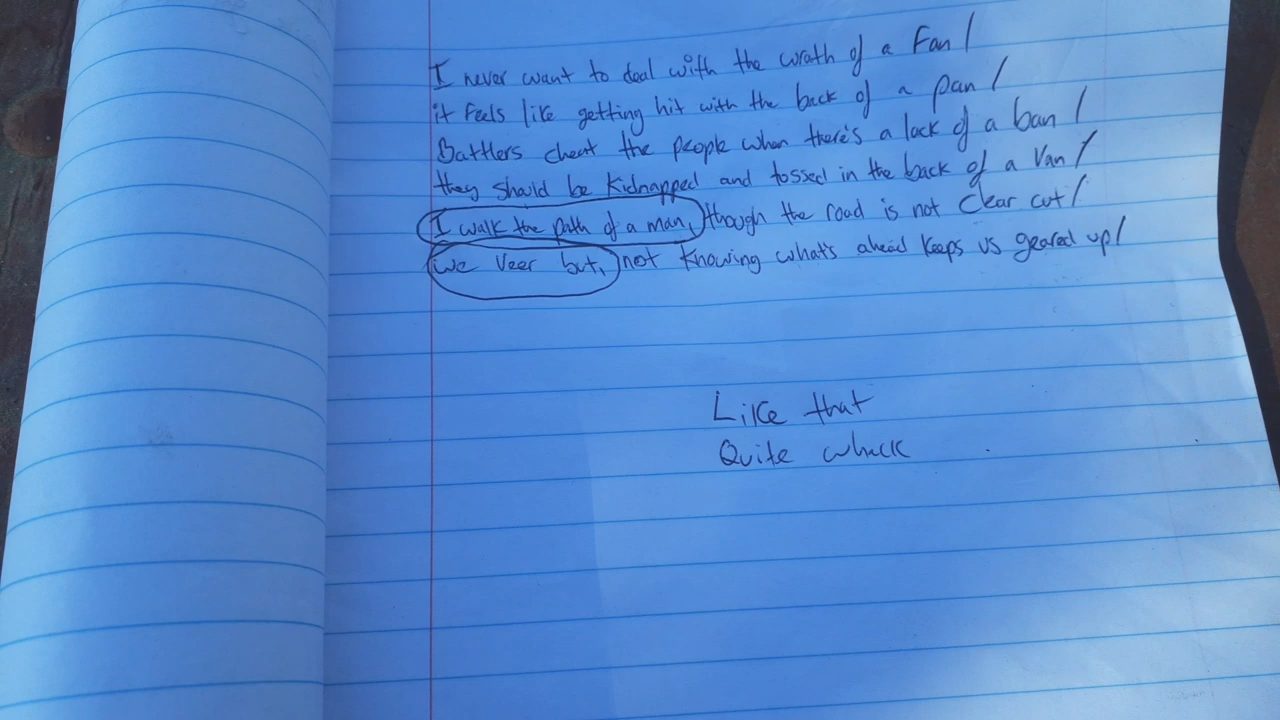 I never want to deal with the wrath of a Fan /
it feels like getting hit with the back of a pan /
Battlers cheat the people when there's a lack of a ban /
they should be kidnapped and tossed in the back of a Van /
I walk the path of a man, though the road is not clear cut /
We Veer but, not knowing what's ahead keeps us geared up /
Like that
Quite whack